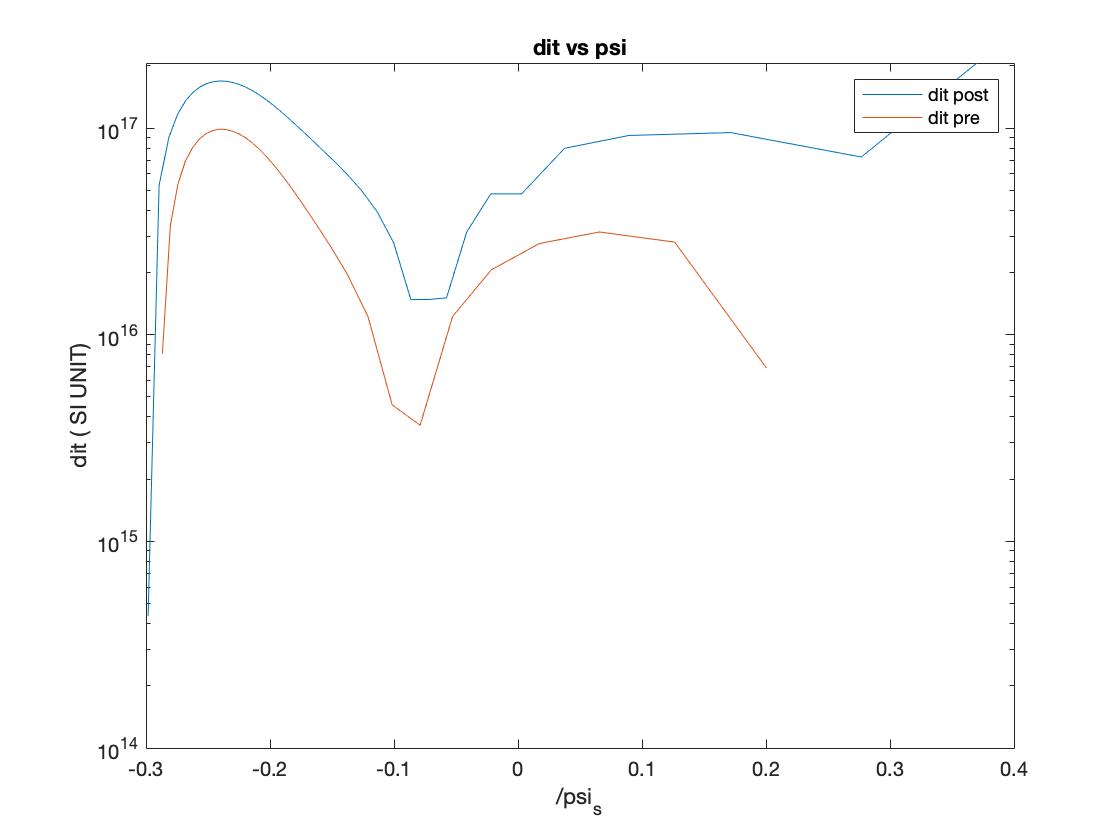 dit vs psi
dit post
dit pre
10^17
10^16
10^15
10^14
dit ( SI UNIT)
-0.3 -0.2 -0.1 0 0.1 0.2 0.3 0.4
/psi_s